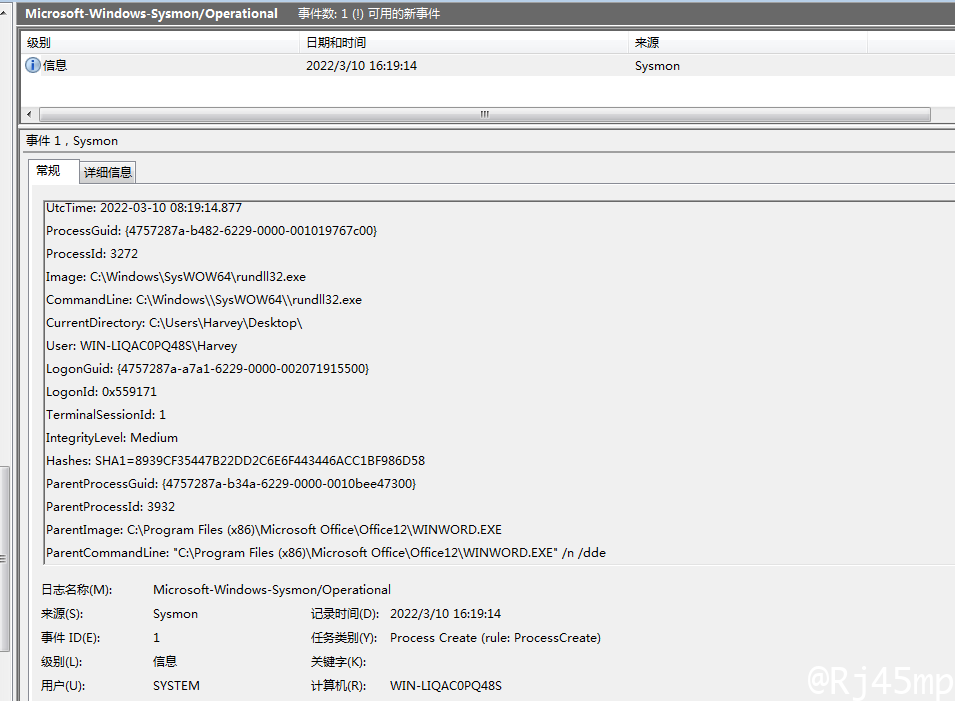 Microsoft-Windows-Sysmon/Operational 事件数: 1 (!) 可用的新事件
级别 日期和时间 来源
信息 2022/3/10 16:19:14 Sysmon
事件 1，Sysmon
常规 详细信息
UtcTime: 2022-03-10 08:19:14.877
ProcessGuid: {4757287a-b482-6229-0000-001019767c00}
ProcessId: 3272
Image: C:\Windows\SysWOW64\rundll32.exe
CommandLine: C:\Windows\\SysWOW64\\rundll32.exe
CurrentDirectory: C:\Users\Harvey\Desktop\
User: WIN-LIQAC0PQ48S\Harvey
LogonGuid: {4757287a-a7a1-6229-0000-002071915500}
LogonId: 0x559171
TerminalSessionId: 1
IntegrityLevel: Medium
Hashes: SHA1=8939CF35447B22DD2C6E6F443446ACC1BF986D58
ParentProcessGuid: {4757287a-b34a-6229-0000-0010bee47300}
ParentProcessId: 3932
ParentImage: C:\Program Files (x86)\Microsoft Office\Office12\WINWORD.EXE
ParentCommandLine: "C:\Program Files (x86)\Microsoft Office\Office12\WINWORD.EXE" /n /dde
日志名称(M): Microsoft-Windows-Sysmon/Operational
来源(S): Sysmon 记录时间(D): 2022/3/10 16:19:14
事件 ID(E): 1 任务类别(Y): Process Create (rule: ProcessCreate)
级别(L): 信息 关键字(K):
用户(U): SYSTEM 计算机(R): WIN-LIQAC0PQ48S
@Rj45mp